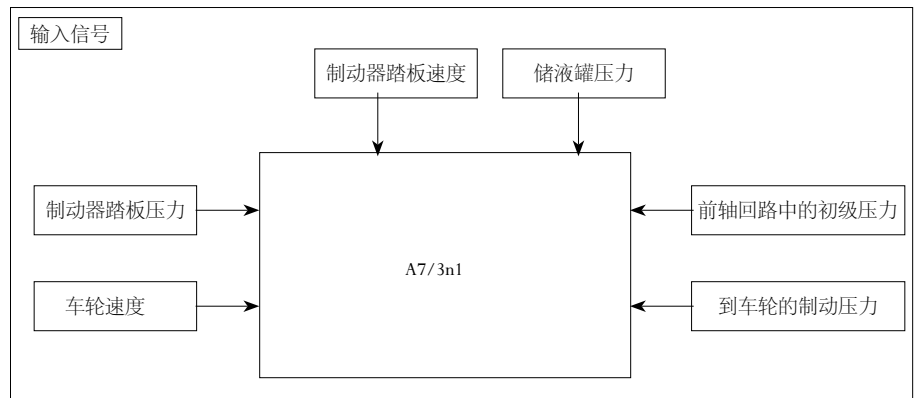 输入信号
制动器踏板速度
储液罐压力
制动器踏板压力
前轴回路中的初级压力
A7/3n1
车轮速度
到车轮的制动压力